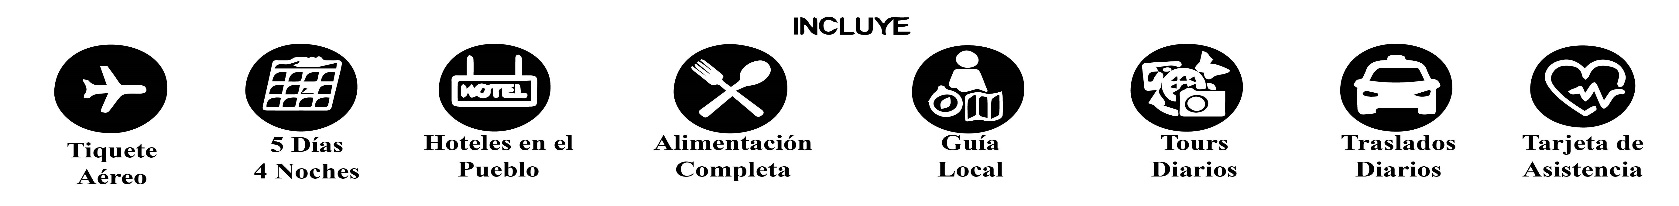 INCLUYE
HOTEL
Tiquete
Aéreo
5 Días
4 Noches
Hoteles en el
Pueblo
Alimentación
Completa
Guía
Local
Tours
Diarios
Traslados
Diarios
Tarjeta de
Asistencia